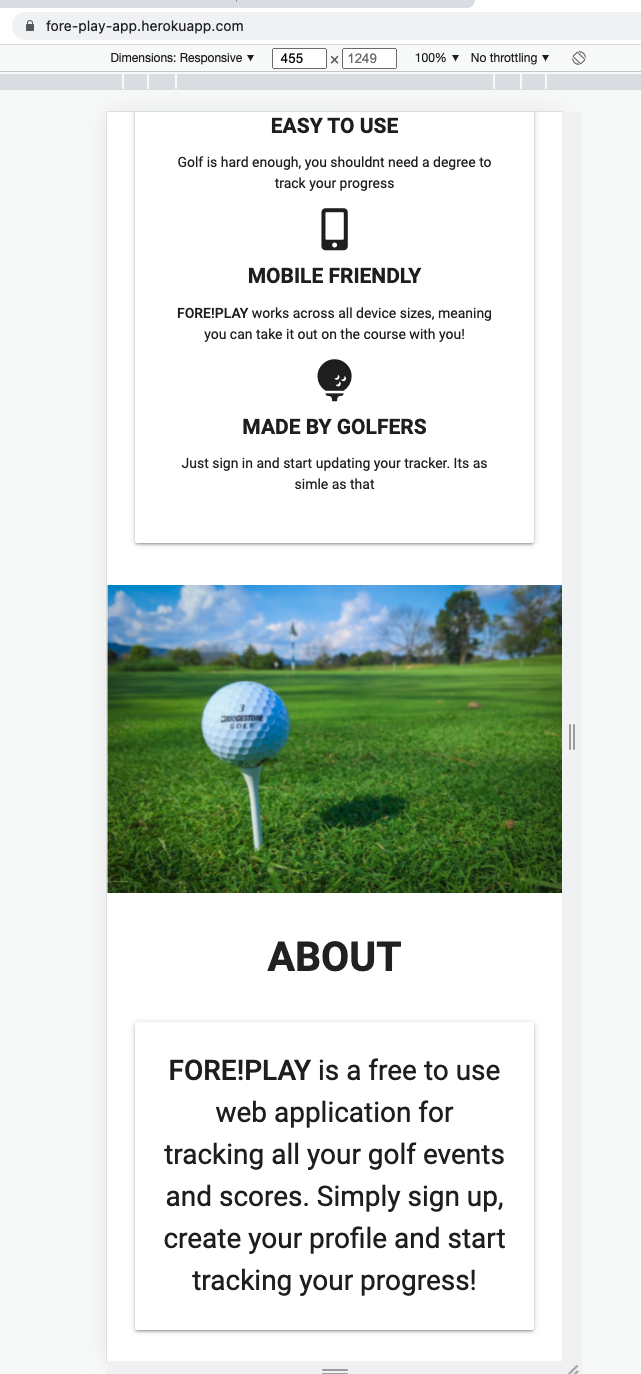 fore-play-app.herokuapp.com
Dimensions: Responsive ▼ 455 × 1249 100% ▼ No throttling ▼
EASY TO USE
Golf is hard enough, you shouldnt need a degree to
track your progress
MOBILE FRIENDLY
FORE!PLAY works across all device sizes, meaning
you can take it out on the course with you!
MADE BY GOLFERS
Just sign in and start updating your tracker. Its as
simle as that
3
BRIDGESTONE
GOLF
ABOUT
FORE!PLAY is a free to use
web application for
tracking all your golf events
and scores. Simply sign up,
create your profile and start
tracking your progress!